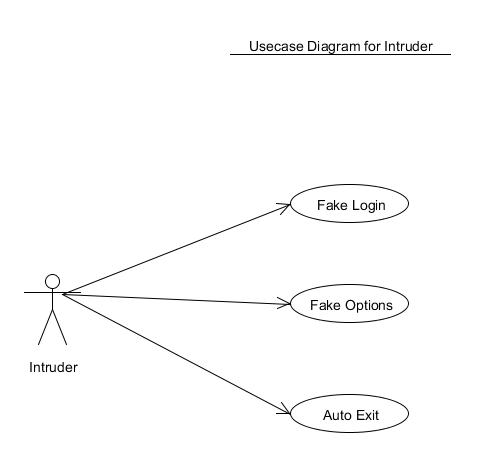 Usecase Diagram for Intruder
Fake Login
Fake Options
Intruder
Auto Exit